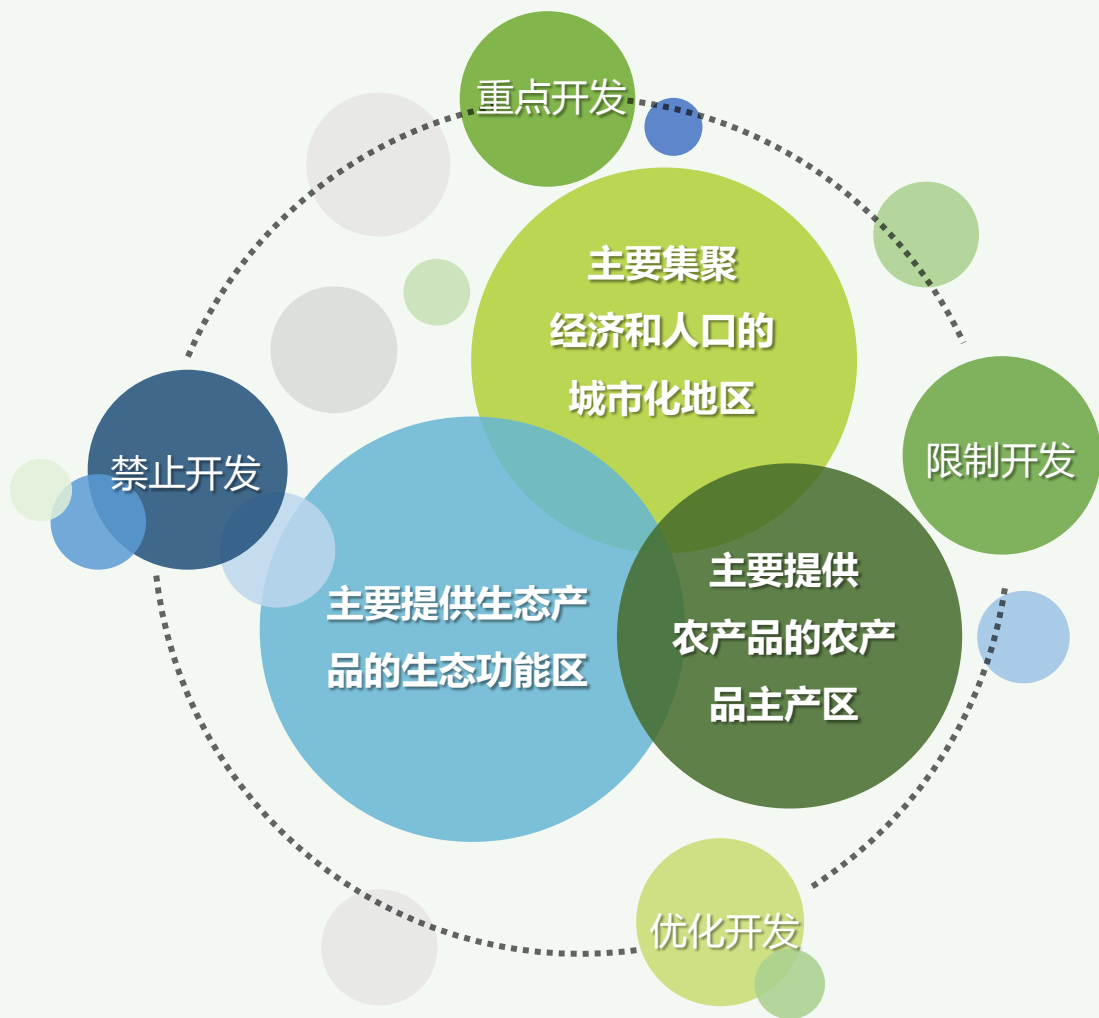 重点开发
主要集聚
经济和人口的
城市化地区
禁止开发
限制开发
主要提供生态产
品的生态功能区
主要提供
农产品的农产
品主产区
优化开发